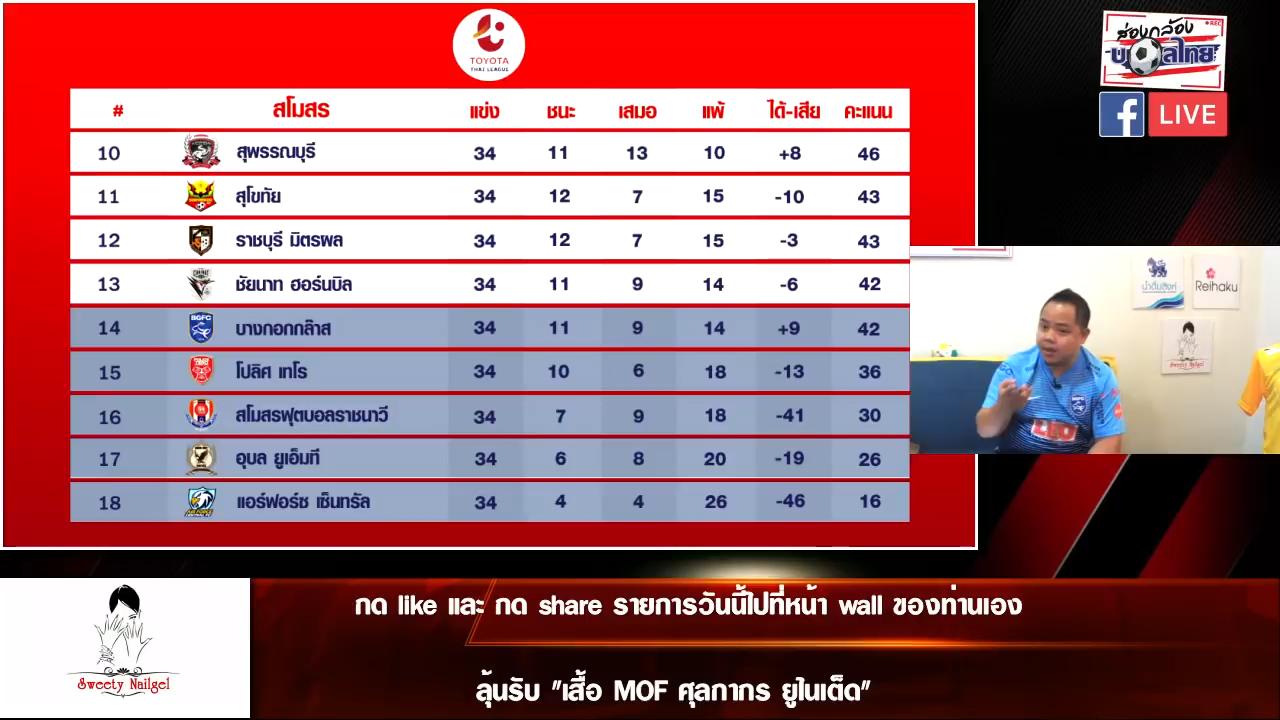 TOYOTA
THAI LEAGUE
# สโมสร แข่ง ชนะ เสมอ แพ้ ได้-เสีย คะแนน
10 สุพรรณบุรี 34 11 13 10 +8 46
11 สุโขทัย 34 12 7 15 -10 43
12 ราชบุรี มิตรผล 34 12 7 15 -3 43
13 ชัยนาท ฮอร์นบิล 34 11 9 14 -6 42
14 บางกอกกล๊าส 34 11 9 14 +9 42
15 โปลิศ เทโร 34 10 6 18 -13 36
16 สโมสรฟุตบอลราชนาวี 34 7 9 18 -41 30
17 อุบล ยูเอ็มที 34 6 8 20 -19 26
18 แอร์ฟอร์ซ เซ็นทรัล 34 4 4 26 -46 16
REC
ส่องกล้อง
บอลไทย
f LIVE
น้ำดื่มสิงห์
Reihaku
Sweety Nailgel
BGFC
LEO
Sweety Nailgel
กด like และ กด share รายการวันนี้ไปที่หน้า wall ของท่านเอง
ลุ้นรับ "เสื้อ MOF ศุลกากร ยูไนเต็ด"